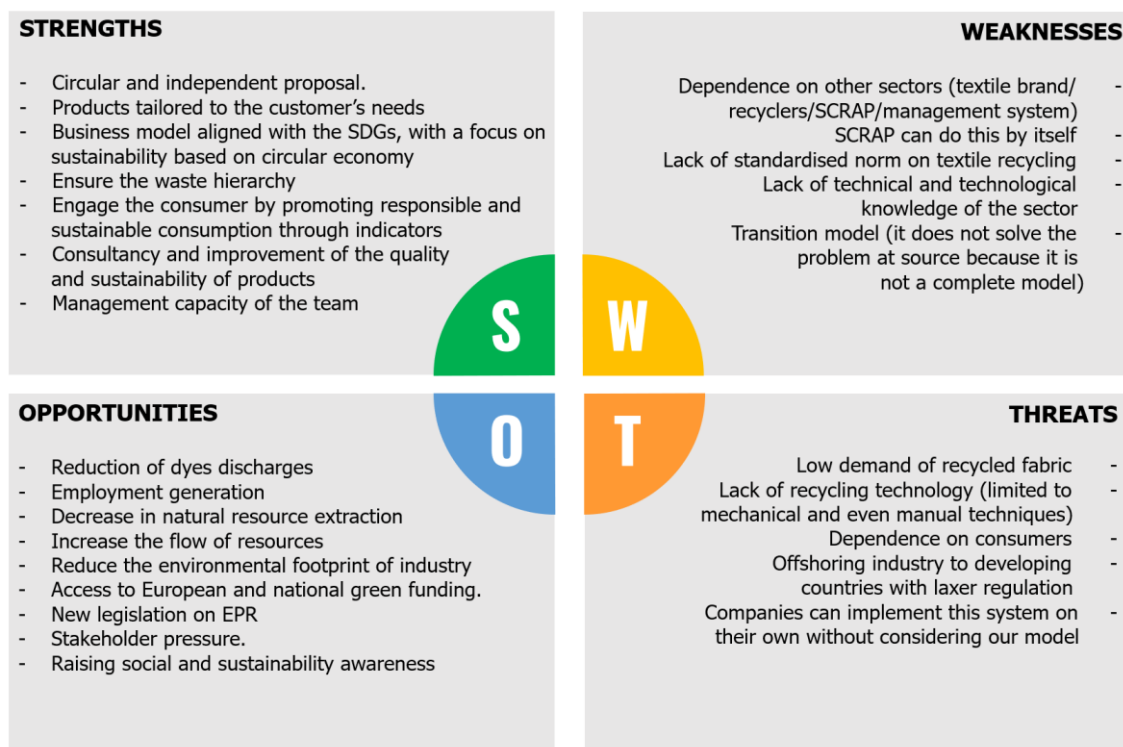 STRENGTHS
- Circular and independent proposal.
- Products tailored to the customer's needs
- Business model aligned with the SDGs, with a focus on
sustainability based on circular economy
- Ensure the waste hierarchy
- Engage the consumer by promoting responsible and
sustainable consumption through indicators
- Consultancy and improvement of the quality
and sustainability of products
- Management capacity of the team
S
WEAKNESSES
Dependence on other sectors (textile brand/ -
recyclers/SCRAP/management system)
SCRAP can do this by itself -
Lack of standardised norm on textile recycling -
Lack of technical and technological -
knowledge of the sector
Transition model (it does not solve the -
problem at source because it is
not a complete model)
W
OPPORTUNITIES
- Reduction of dyes discharges
- Employment generation
- Decrease in natural resource extraction
- Increase the flow of resources
- Reduce the environmental footprint of industry
- Access to European and national green funding.
- New legislation on EPR
- Stakeholder pressure.
- Raising social and sustainability awareness
O
THREATS
Low demand of recycled fabric -
Lack of recycling technology (limited to -
mechanical and even manual techniques)
Dependence on consumers -
Offshoring industry to developing -
countries with laxer regulation
Companies can implement this system on -
their own without considering our model
T